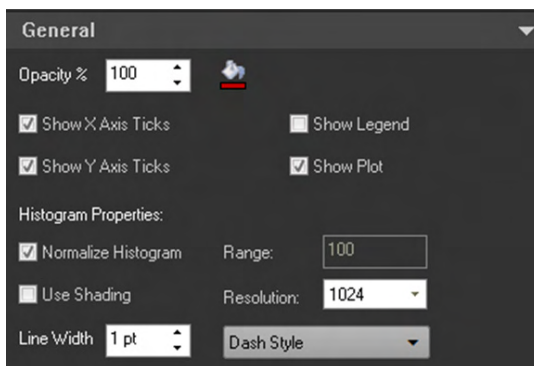 General
Opacity % 100
Show X Axis Ticks Show Legend
Show Y Axis Ticks Show Plot
Histogram Properties:
Normalize Histogram Range: 100
Use Shading Resolution: 1024
Line Width 1 pt Dash Style